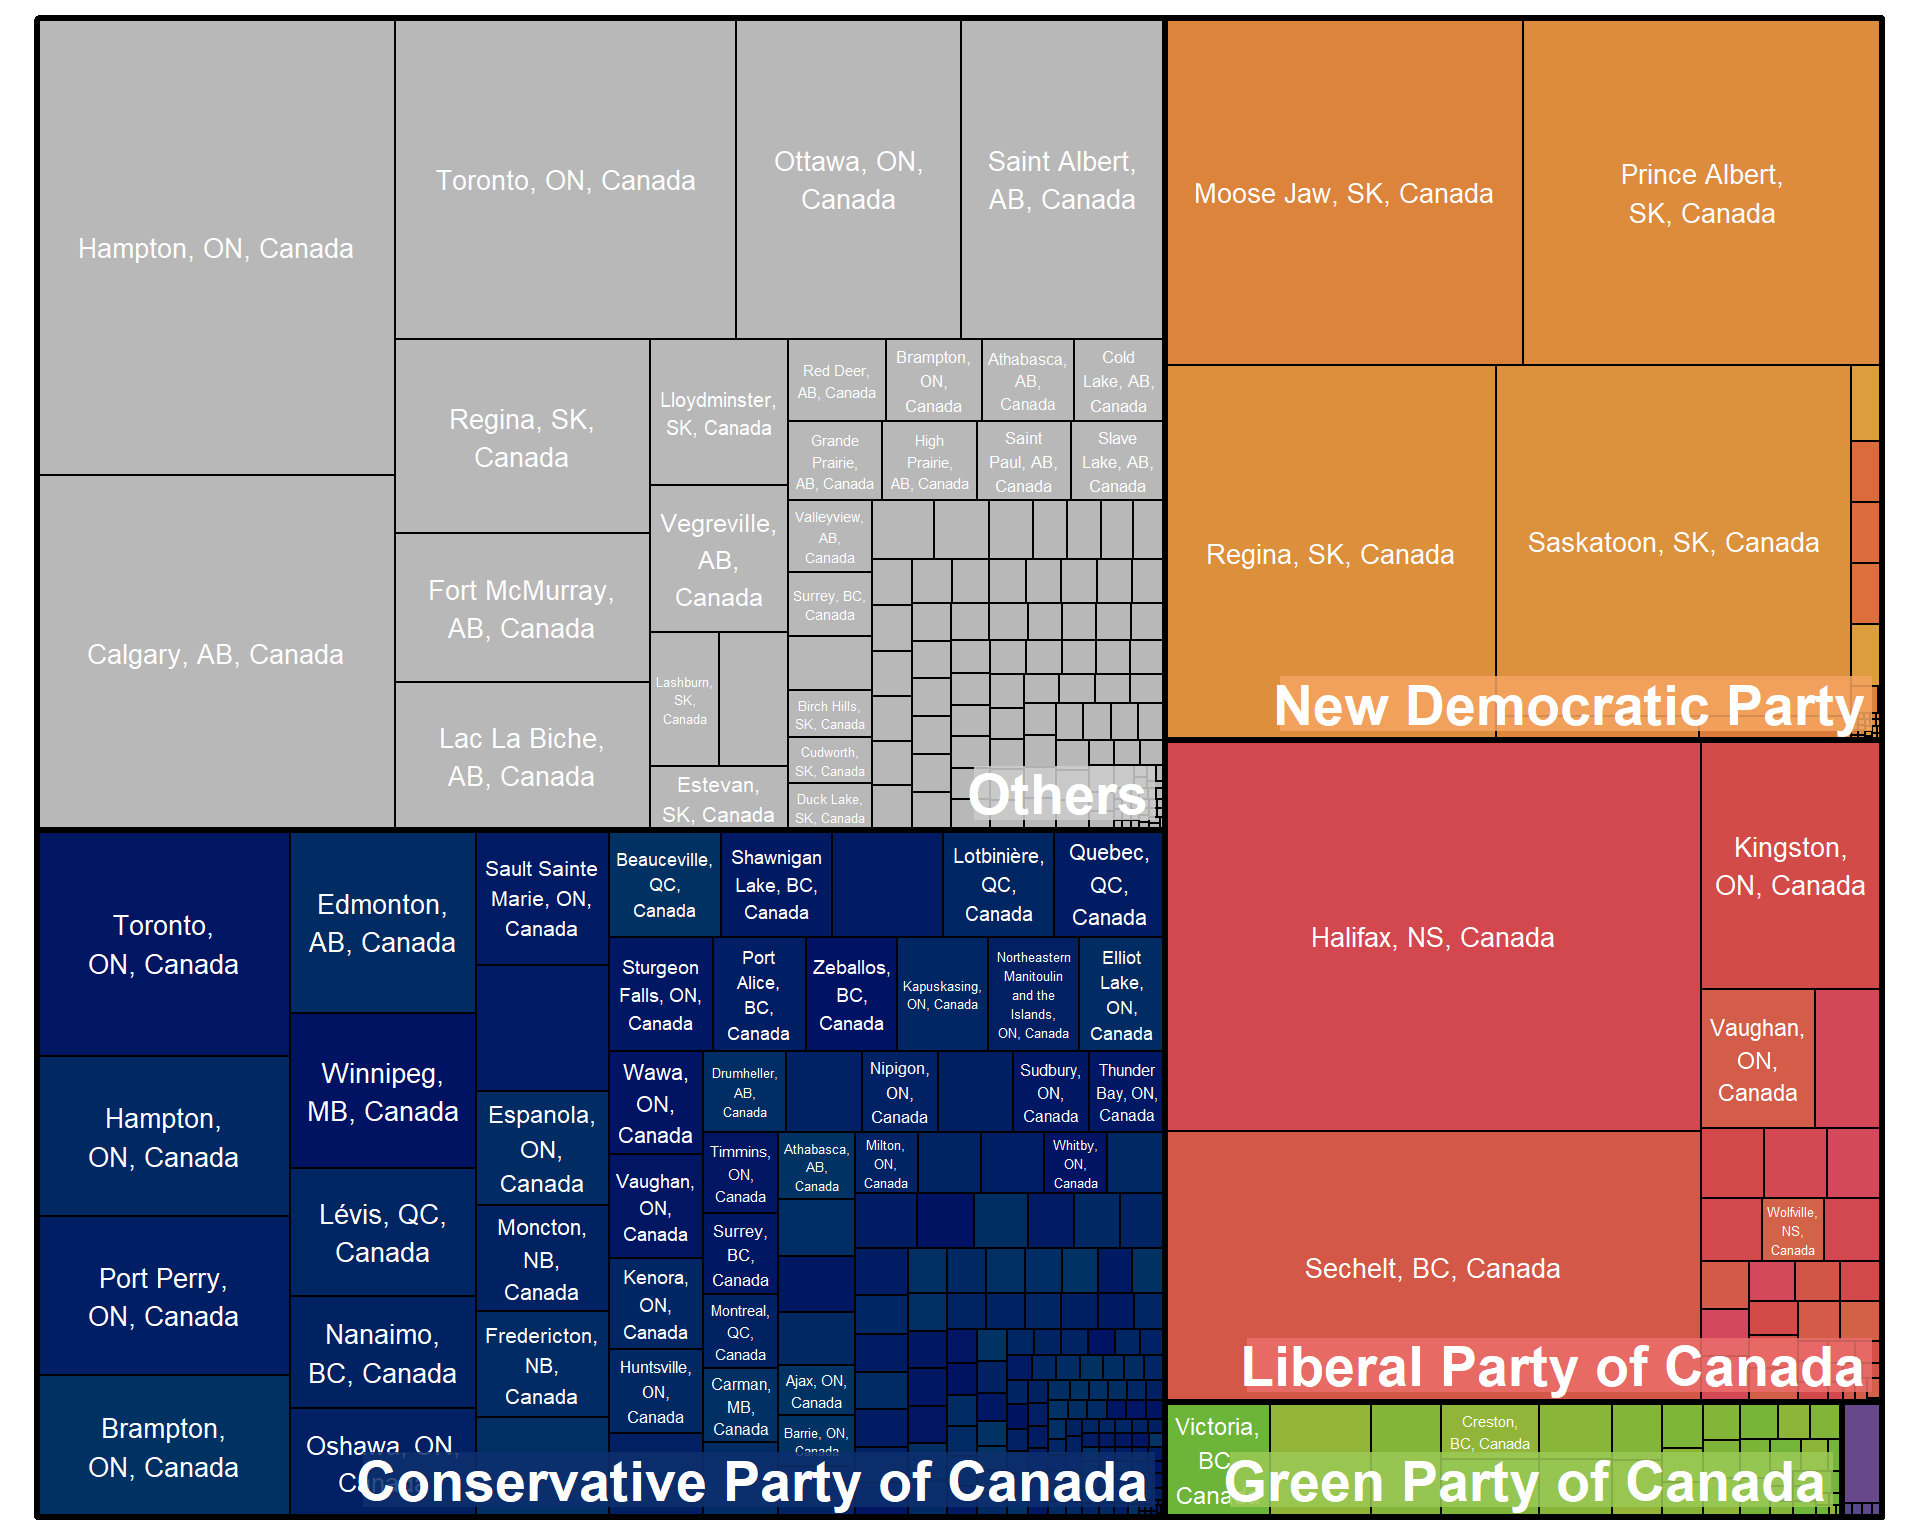 Hampton, ON, Canada
Toronto, ON, Canada
Ottawa, ON,
Canada
Saint Albert,
AB, Canada
Calgary, AB, Canada
Regina, SK,
Canada
Fort McMurray,
AB, Canada
Lac La Biche,
AB, Canada
Lloydminster,
SK, Canada
Vegreville,
AB,
Canada
Lashburn,
SK,
Canada
Estevan,
SK, Canada
Red Deer,
AB, Canada
Brampton,
ON,
Canada
Athabasca,
AB,
Canada
Cold
Lake, AB,
Canada
Grande
Prairie,
AB, Canada
High
Prairie,
AB, Canada
Saint
Paul, AB,
Canada
Slave
Lake, AB,
Canada
Valleyview,
AB,
Canada
Surrey, BC,
Canada
Birch Hills,
SK, Canada
Cudworth,
SK, Canada
Duck Lake,
SK, Canada
Others
Moose Jaw, SK, Canada
Prince Albert,
SK, Canada
Regina, SK, Canada
Saskatoon, SK, Canada
New Democratic Party
Toronto,
ON, Canada
Hampton,
ON, Canada
Port Perry,
ON, Canada
Brampton,
ON, Canada
Edmonton,
AB, Canada
Winnipeg,
MB, Canada
Lévis, QC,
Canada
Nanaimo,
BC, Canada
Oshawa, ON,
Sault Sainte
Marie, ON,
Canada
Espanola,
ON,
Canada
Moncton,
NB,
Canada
Fredericton,
NB,
Canada
Beauceville,
QC,
Canada
Shawnigan
Lake, BC,
Canada
Lotbinière,
QC,
Canada
Quebec,
QC,
Canada
Sturgeon
Falls, ON,
Canada
Port
Alice,
BC,
Canada
Zeballos,
BC,
Canada
Kapuskasing,
ON, Canada
Northeastern
Manitoulin
and the
Islands,
ON, Canada
Elliot
Lake,
ON,
Canada
Wawa,
ON,
Canada
Vaughan,
ON,
Canada
Kenora,
ON,
Canada
Huntsville,
ON,
Canada
Drumheller,
AB,
Canada
Nipigon,
ON,
Canada
Sudbury,
ON,
Canada
Thunder
Bay, ON,
Canada
Timmins,
ON,
Canada
Surrey,
BC,
Canada
Montreal,
QC,
Canada
Carman,
MB,
Canada
Athabasca,
AB,
Canada
Milton,
ON,
Canada
Whitby,
ON,
Canada
Ajax, ON,
Canada
Barrie, ON,
Canada
Conservative Party of Canada
Halifax, NS, Canada
Sechelt, BC, Canada
Kingston,
ON, Canada
Vaughan,
ON,
Canada
Wolfville,
NS,
Canada
Liberal Party of Canada
Victoria,
BC
Creston,
BC, Canada
Green Party of Canada